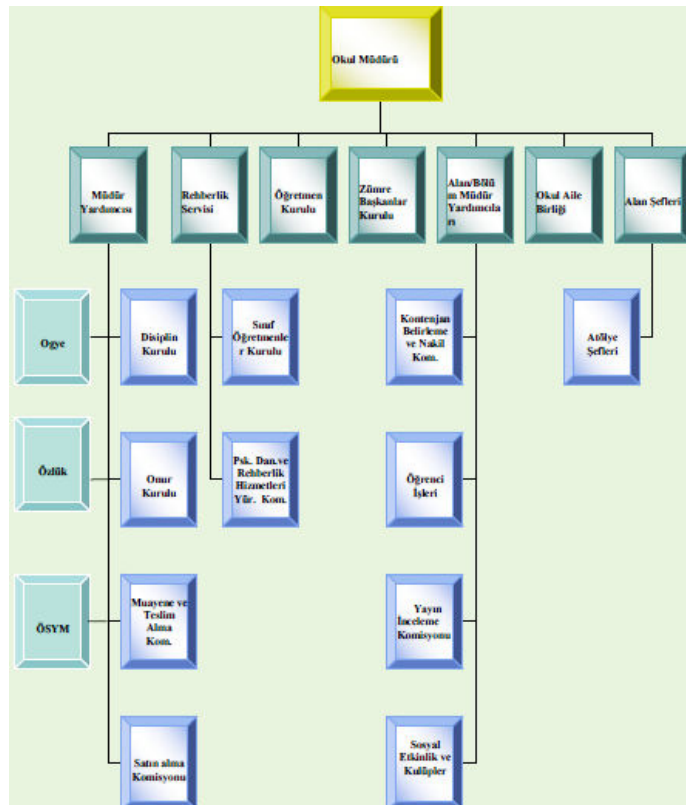 Okul Müdürü
Müdür
Yardımcısı
Rehberlik
Servisi
Öğretmen
Kurulu
Zümre
Başkanlar
Kurulu
Alan/Bölü
m Müdür
Yardımcıla
rı
Okul Aile
Birliği
Alan Şefleri
Ogye
Disiplin
Kurulu
Sınıf
Öğretmenle
r Kurulu
Kontenjan
Belirleme
ve Nakil
Kom.
Atölye
Şefleri
Özlük
Onur
Kurulu
Psk. Dan.ve
Rehberlik
Hizmetleri
Yür. Kom.
Öğrenci
İşleri
ÖSYM
Muayene ve
Teslim
Alma
Kom.
Yayın
İnceleme
Komisyonu
Satın alma
Komisyonu
Sosyal
Etkinlik ve
Kulüpler